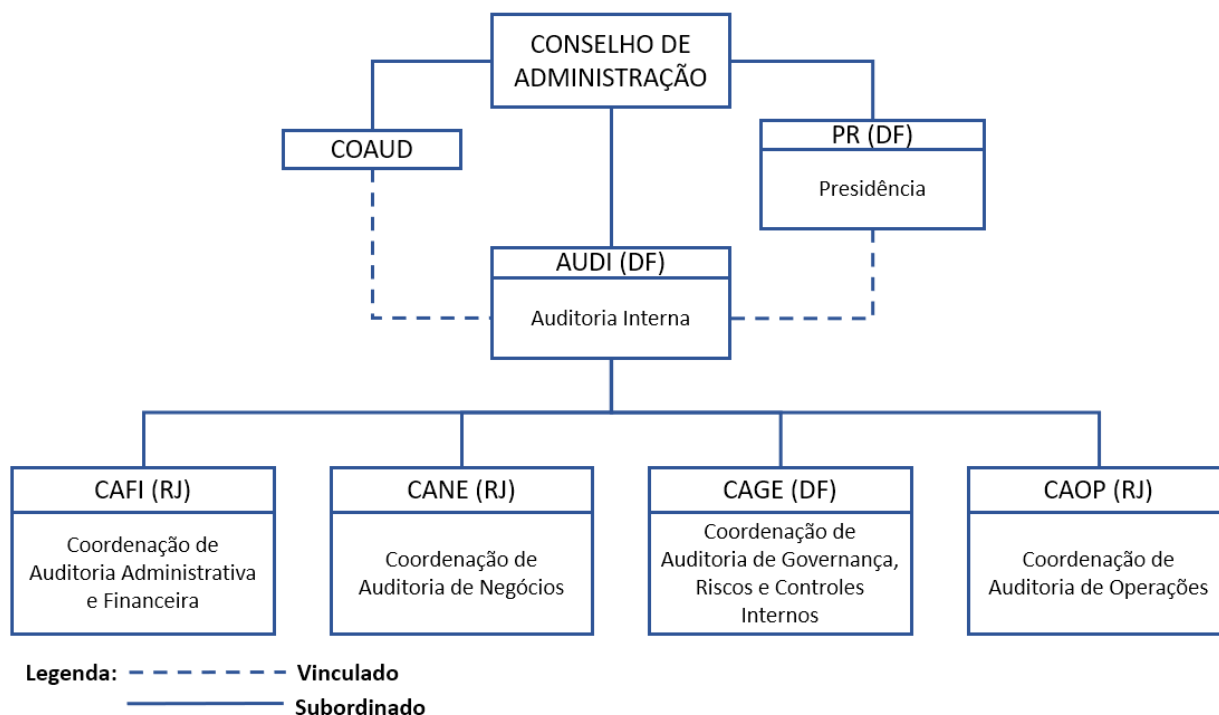 CONSELHO DE
ADMINISTRAÇÃO
COAUD
PR (DF)
Presidência
AUDI (DF)
Auditoria Interna
CAFI (RJ)
Coordenação de
Auditoria Administrativa
e Financeira
CANE (RJ)
Coordenação de
Auditoria de Negócios
CAGE (DF)
Coordenação de
Auditoria de Governança,
Riscos e Controles
Internos
CAOP (RJ)
Coordenação de
Auditoria de Operações
Legenda: Vinculado
Subordinado